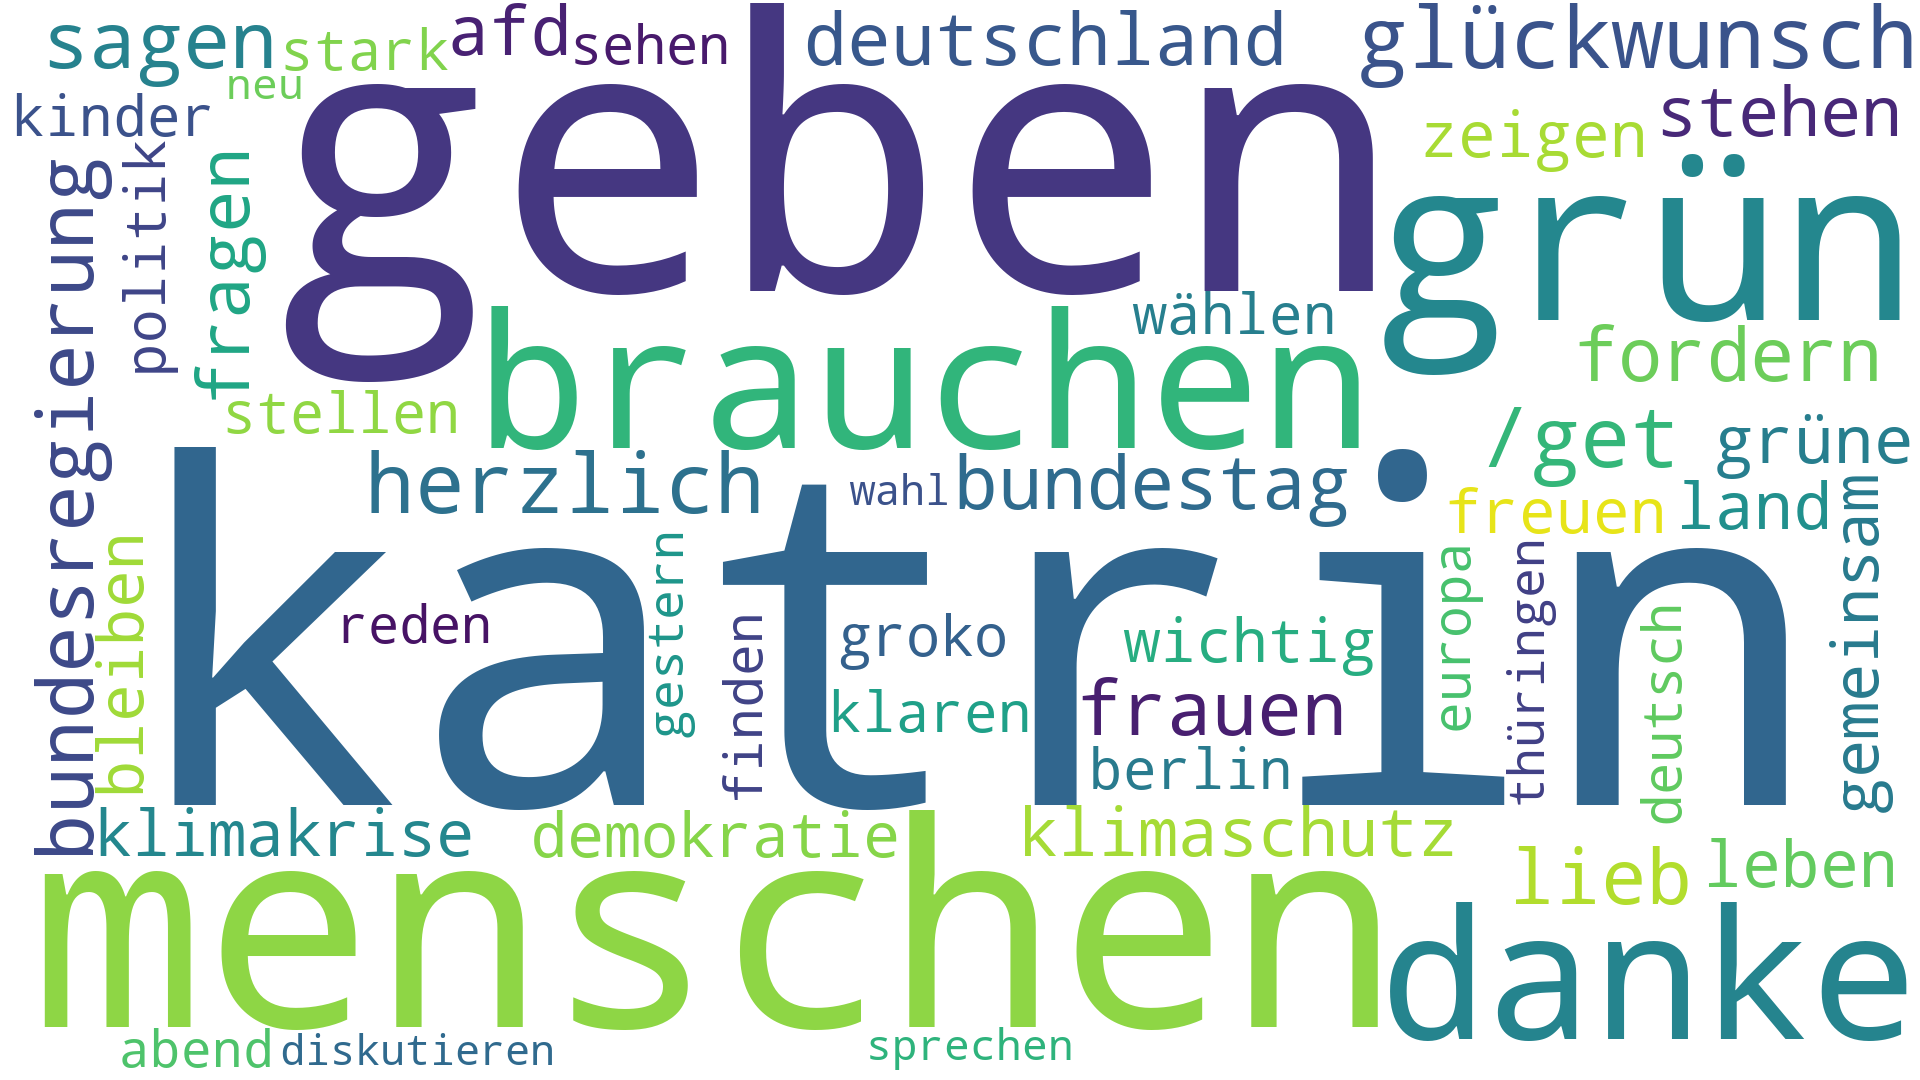 sagen
stark
afd
sehen
deutschland
glückwunsch
neu
kinder
geben
zeigen
stehen
politik
fragen
bundesregierung
grün
wählen
brauchen
fordern
stellen
/get
grüne
herzlich
wahl
bundestag
freuen
land
gemeinsam
bleiben
katrin
reden
gestern
finden
groko
wichtig
europa
thüringen
deutsch
klaren
frauen
berlin
klimakrise
demokratie
klimaschutz
lieb
leben
menschen
danke
abend
diskutieren
sprechen